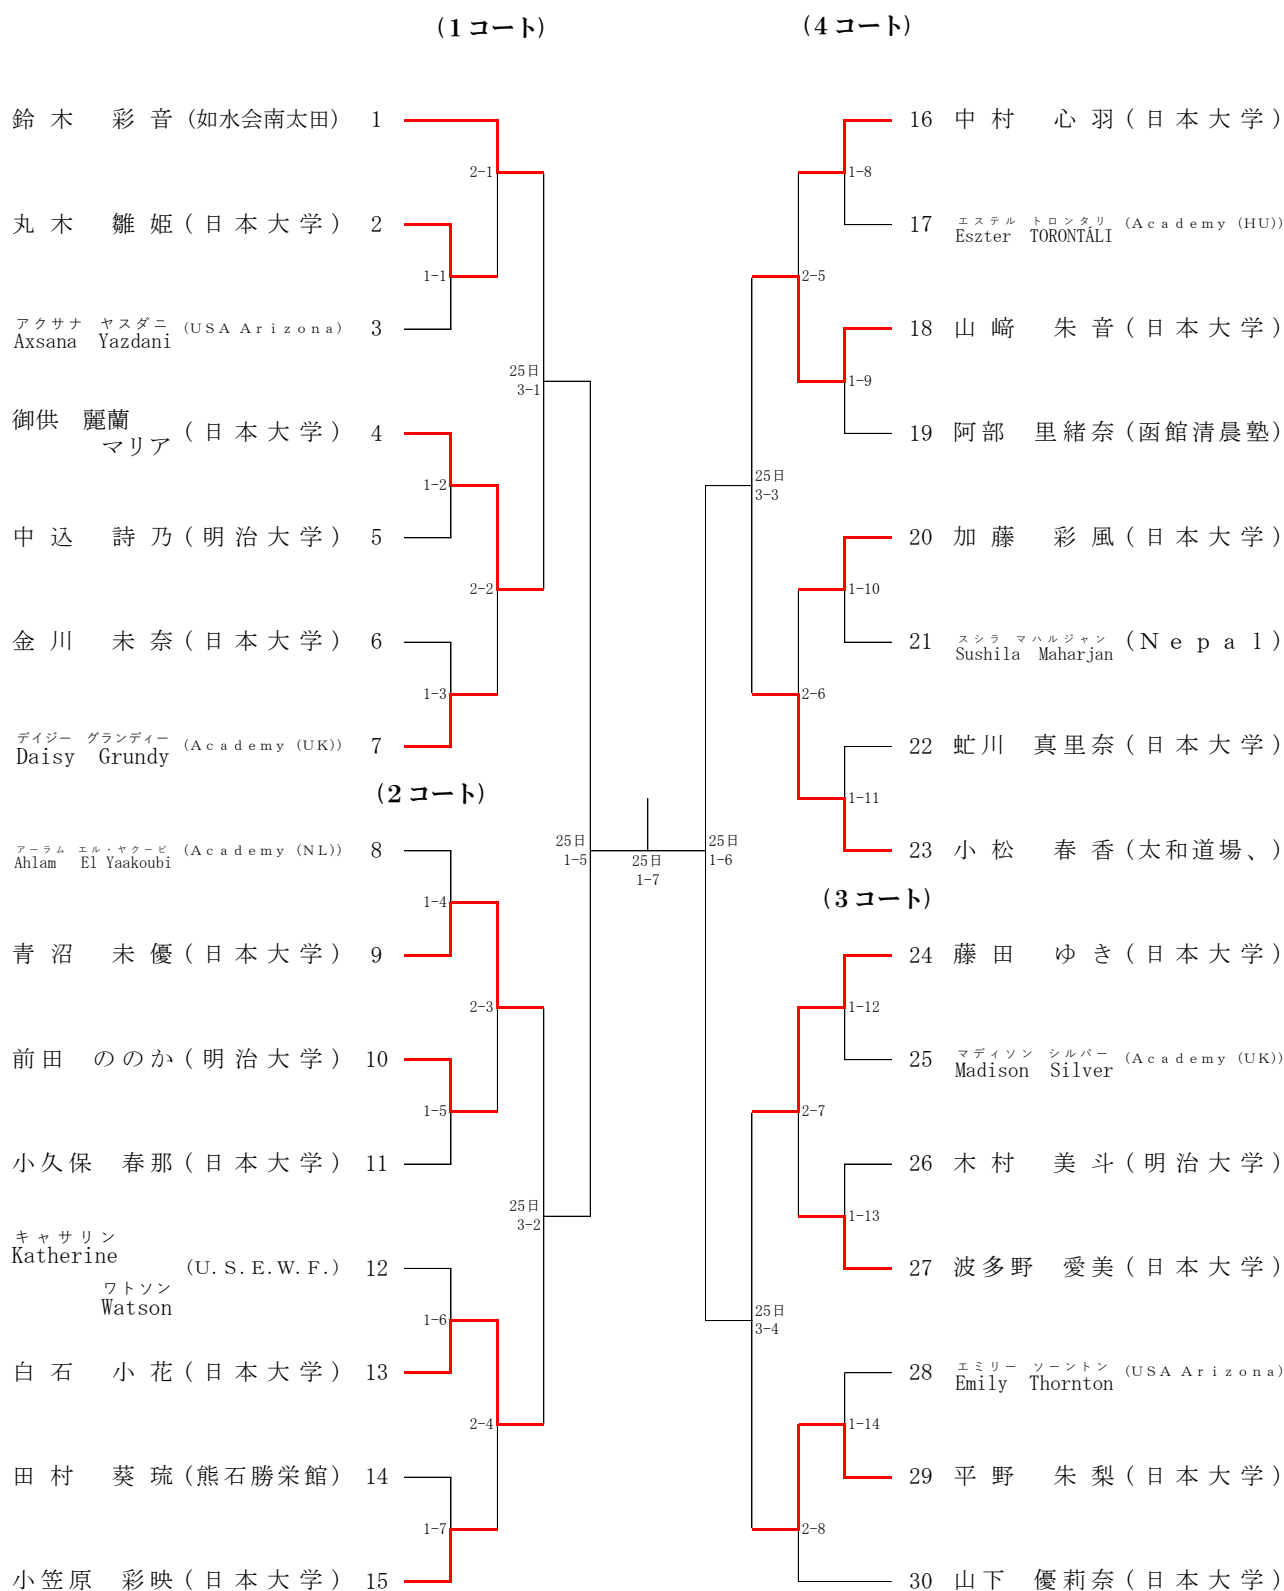 (1コート)
鈴木 彩音 (如水会南太田) 1
2-1
丸木 雛姫 (日本大学) 2
1-1
アクサナ ヤスダニ
Axsana Yazdani (USA Arizona) 3
25日
3-1
御供 麗蘭
マリア (日本大学) 4
1-2
中込 詩乃 (明治大学) 5
2-2
金川 未奈 (日本大学) 6
1-3
デイジー グランディー
Daisy Grundy (Academy (UK)) 7
(2コート)
アーラム エル・ヤクービ
Ahlam El Yaakoubi (Academy (NL)) 8
25日
1-5
1-4
青沼 未優 (日本大学) 9
2-3
前田 ののか (明治大学) 10
1-5
小久保 春那 (日本大学) 11
25日
3-2
キャサリン
Katherine
ワトソン
Watson (U.S.E.W.F.) 12
1-6
白石 小花 (日本大学) 13
2-4
田村 葵琉 (熊石勝栄館) 14
1-7
小笠原 彩映 (日本大学) 15
25日
1-7
(4コート)
16 中村 心羽 (日本大学)
1-8
17 エステル トロンタリ
Eszter TORONTÁLI (Academy (HU))
2-5
18 山﨑 朱音 (日本大学)
1-9
19 阿部 里緒奈 (函館清晨塾)
25日
3-3
20 加藤 彩風 (日本大学)
1-10
21 スシラ マハルジャン
Sushila Maharjan (Nepal)
2-6
22 虻川 真里奈 (日本大学)
1-11
23 小松 春香 (太和道場、)
25日
1-6
(3コート)
24 藤田 ゆき (日本大学)
1-12
25 マディソン シルバー
Madison Silver (Academy (UK))
2-7
26 木村 美斗 (明治大学)
1-13
27 波多野 愛美 (日本大学)
25日
3-4
28 エミリー ソーントン
Emily Thornton (USA Arizona)
1-14
29 平野 朱梨 (日本大学)
2-8
30 山下 優莉奈 (日本大学)